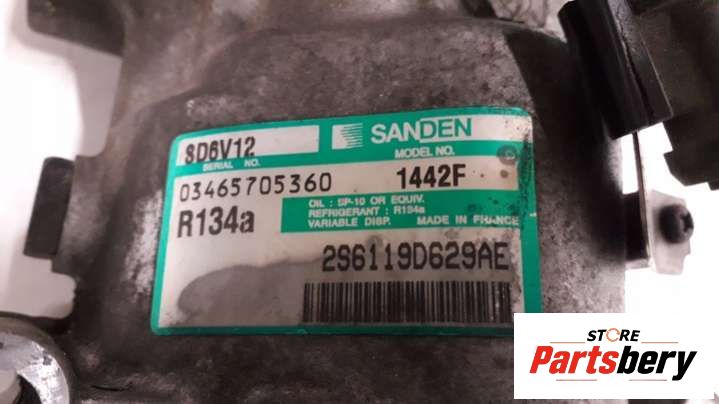 SD6V12
SANDEN
SERIAL NO.
MODEL NO.
03465705360
1442F
R134a
OIL : SP-10 OR EQUIV.
REFRIGERANT : R134a
VARIABLE DISP. MADE IN FRANCE
2S6119D629AE
STORE
Partsbery